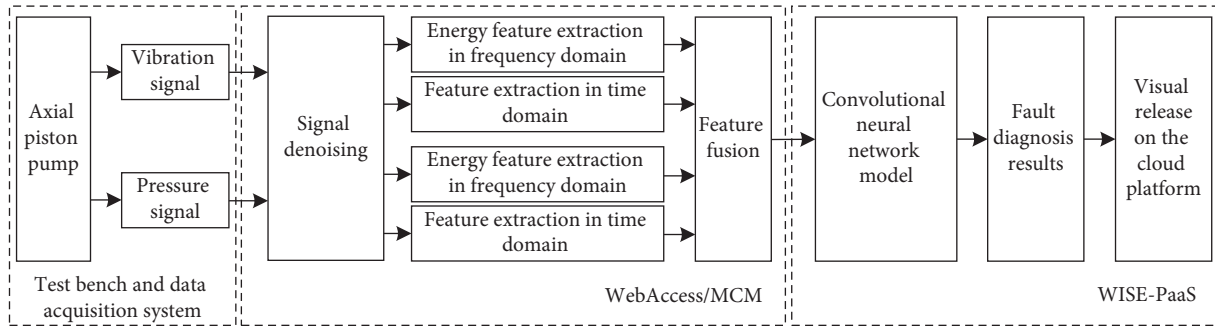 Axial
piston
pump
Vibration
signal
Pressure
signal
Test bench and data
acquisition system
Signal
denoising
Energy feature extraction
in frequency domain
Feature extraction in time
domain
Energy feature extraction
in frequency domain
Feature extraction in time
domain
Feature
fusion
WebAccess/MCM
Convolutional
neural
network
model
Fault
diagnosis
results
Visual
release
on the
cloud
platform
WISE-PaaS